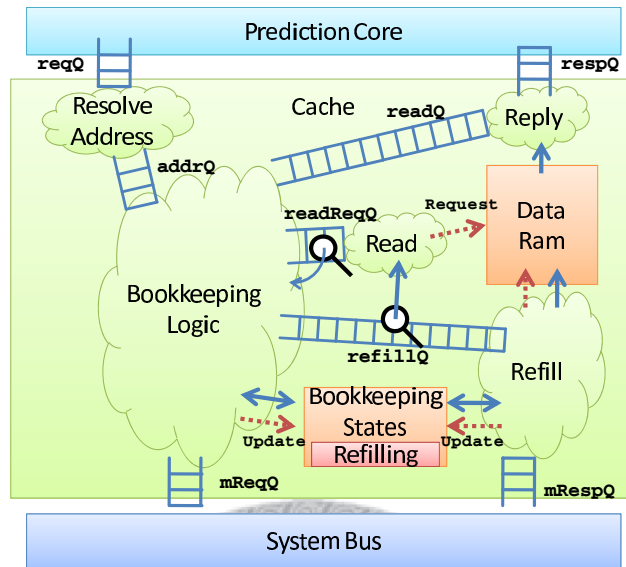 Prediction Core
reqQ
respQ
Resolve
Address
Cache
readQ
Reply
addrQ
readReqQ
Request
Read
Data
Ram
Bookkeeping
Logic
refillQ
Refill
Bookkeeping
States
Update
Update
Refilling
mReqQ
mRespQ
System Bus